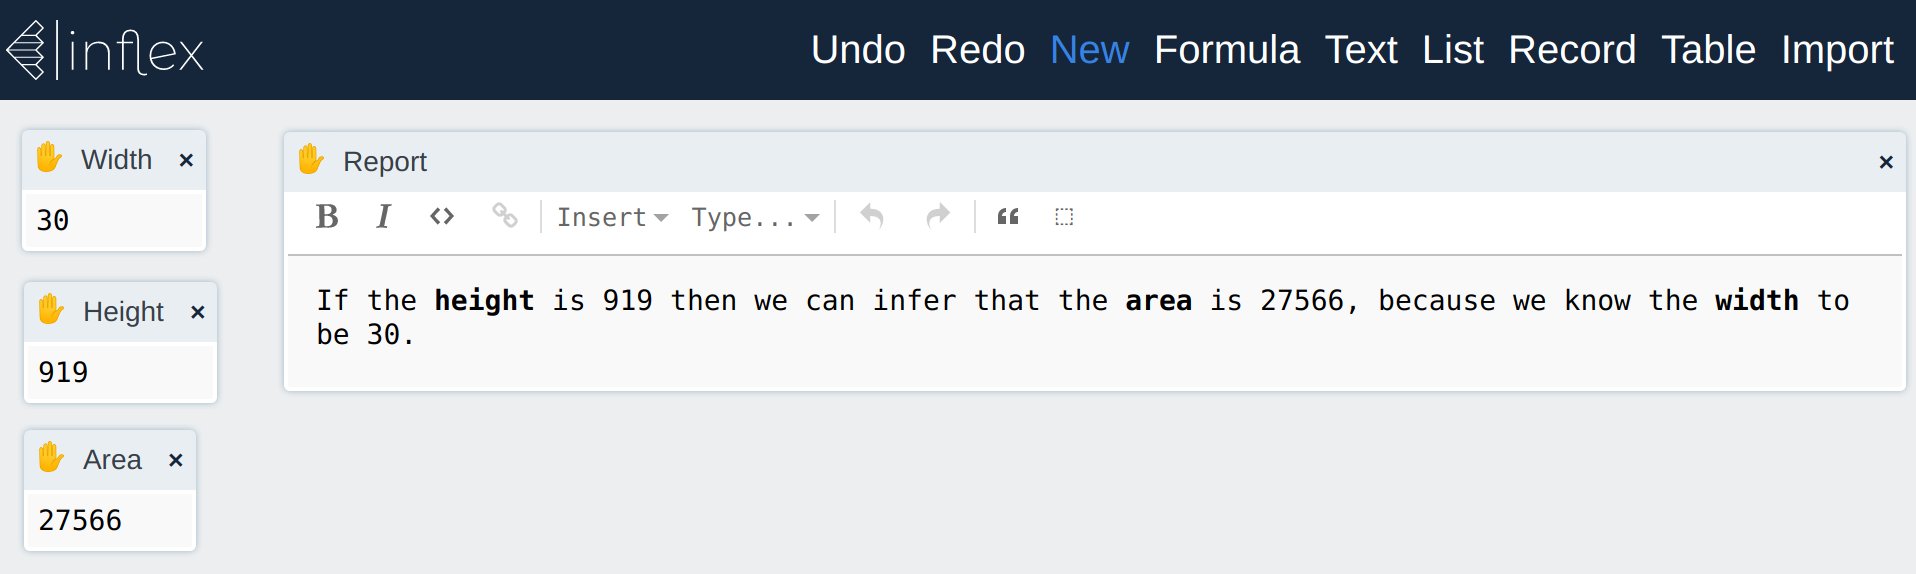 inflex
Undo Redo New Formula Text List Record Table Import
Width ×
30
Height ×
919
Area ×
27566
Report ×
B I <> Insert Type...
If the height is 919 then we can infer that the area is 27566, because we know the width to
be 30.